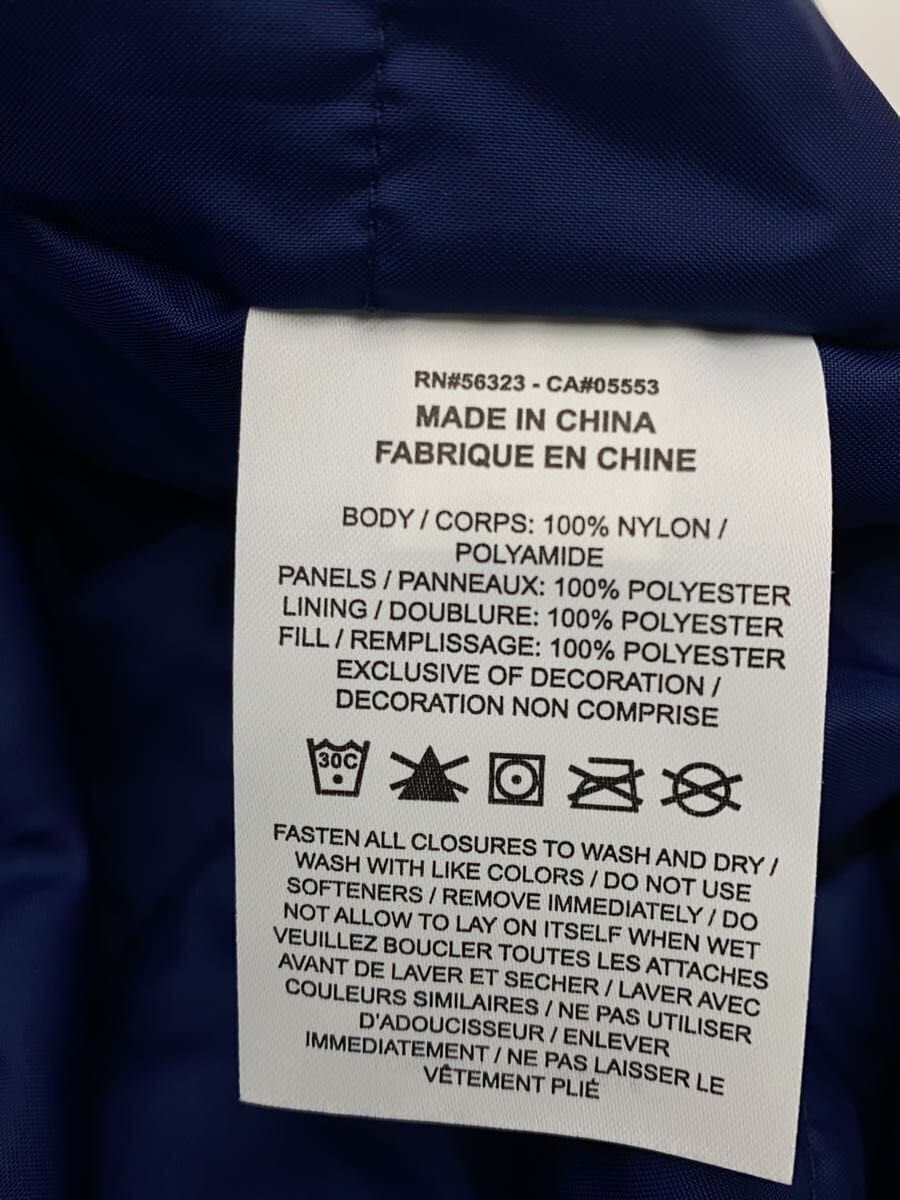 RN#56323 - CA#05553
MADE IN CHINA
FABRIQUE EN CHINE
BODY / CORPS: 100% NYLON /
POLYAMIDE
PANELS / PANNEAUX: 100% POLYESTER
LINING / DOUBLURE: 100% POLYESTER
FILL / REMPLISSAGE: 100% POLYESTER
EXCLUSIVE OF DECORATION /
DECORATION NON COMPRISE
30C
FASTEN ALL CLOSURES TO WASH AND DRY /
WASH WITH LIKE COLORS / DO NOT USE
SOFTENERS / REMOVE IMMEDIATELY / DO
NOT ALLOW TO LAY ON ITSELF WHEN WET
VEUILLEZ BOUCLER TOUTES LES ATTACHES
AVANT DE LAVER ET SECHER / LAVER AVEC
COULEURS SIMILAIRES / NE PAS UTILISER
D'ADOUCISSEUR / ENLEVER
IMMEDIATEMENT / NE PAS LAISSER LE
VÊTEMENT PLIÉ